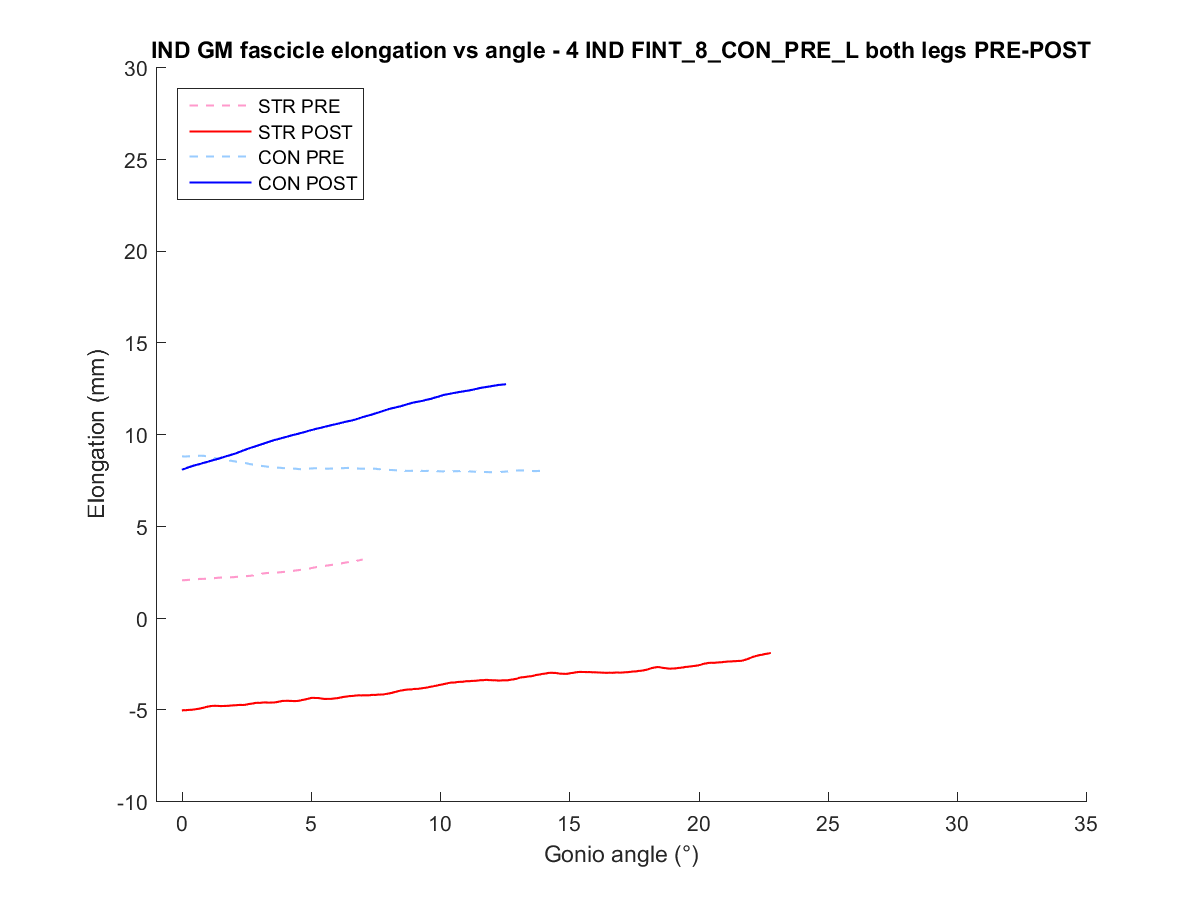 IND GM fascicle elongation vs angle - 4 IND FINT_8_CON_PRE_L both legs PRE-POST
30
25
20
15
10
5
0
-5
-10
Elongation (mm)
STR PRE
STR POST
CON PRE
CON POST
0 5 10 15 20 25 30 35
Gonio angle (°)